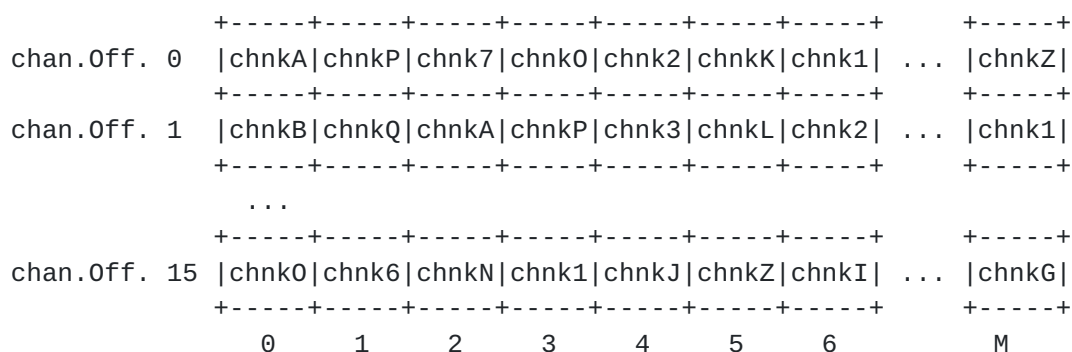 +-----+-----+-----+-----+-----+-----+-----+     +-----+
chan.Off. 0  |chnkA|chnkP|chnk7|chnkO|chnk2|chnkK|chnk1| ... |chnkZ|
             +-----+-----+-----+-----+-----+-----+-----+     +-----+
chan.Off. 1  |chnkB|chnkQ|chnkA|chnkP|chnk3|chnkL|chnk2| ... |chnk1|
             +-----+-----+-----+-----+-----+-----+-----+     +-----+
               ...
             +-----+-----+-----+-----+-----+-----+-----+     +-----+
chan.Off. 15 |chnkO|chnk6|chnkN|chnk1|chnkJ|chnkZ|chnkI| ... |chnkG|
             +-----+-----+-----+-----+-----+-----+-----+     +-----+
                0     1     2     3     4     5     6          M